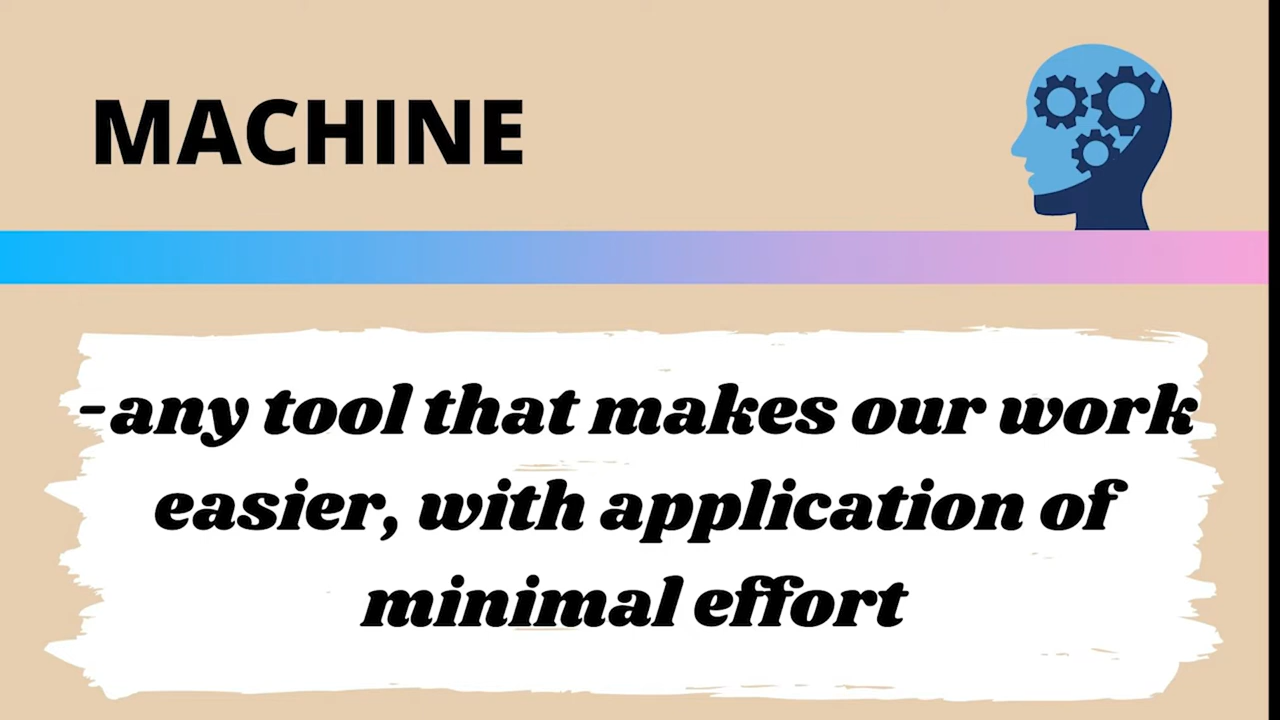 MACHINE
-any tool that makes our work
easier, with application of
minimal effort